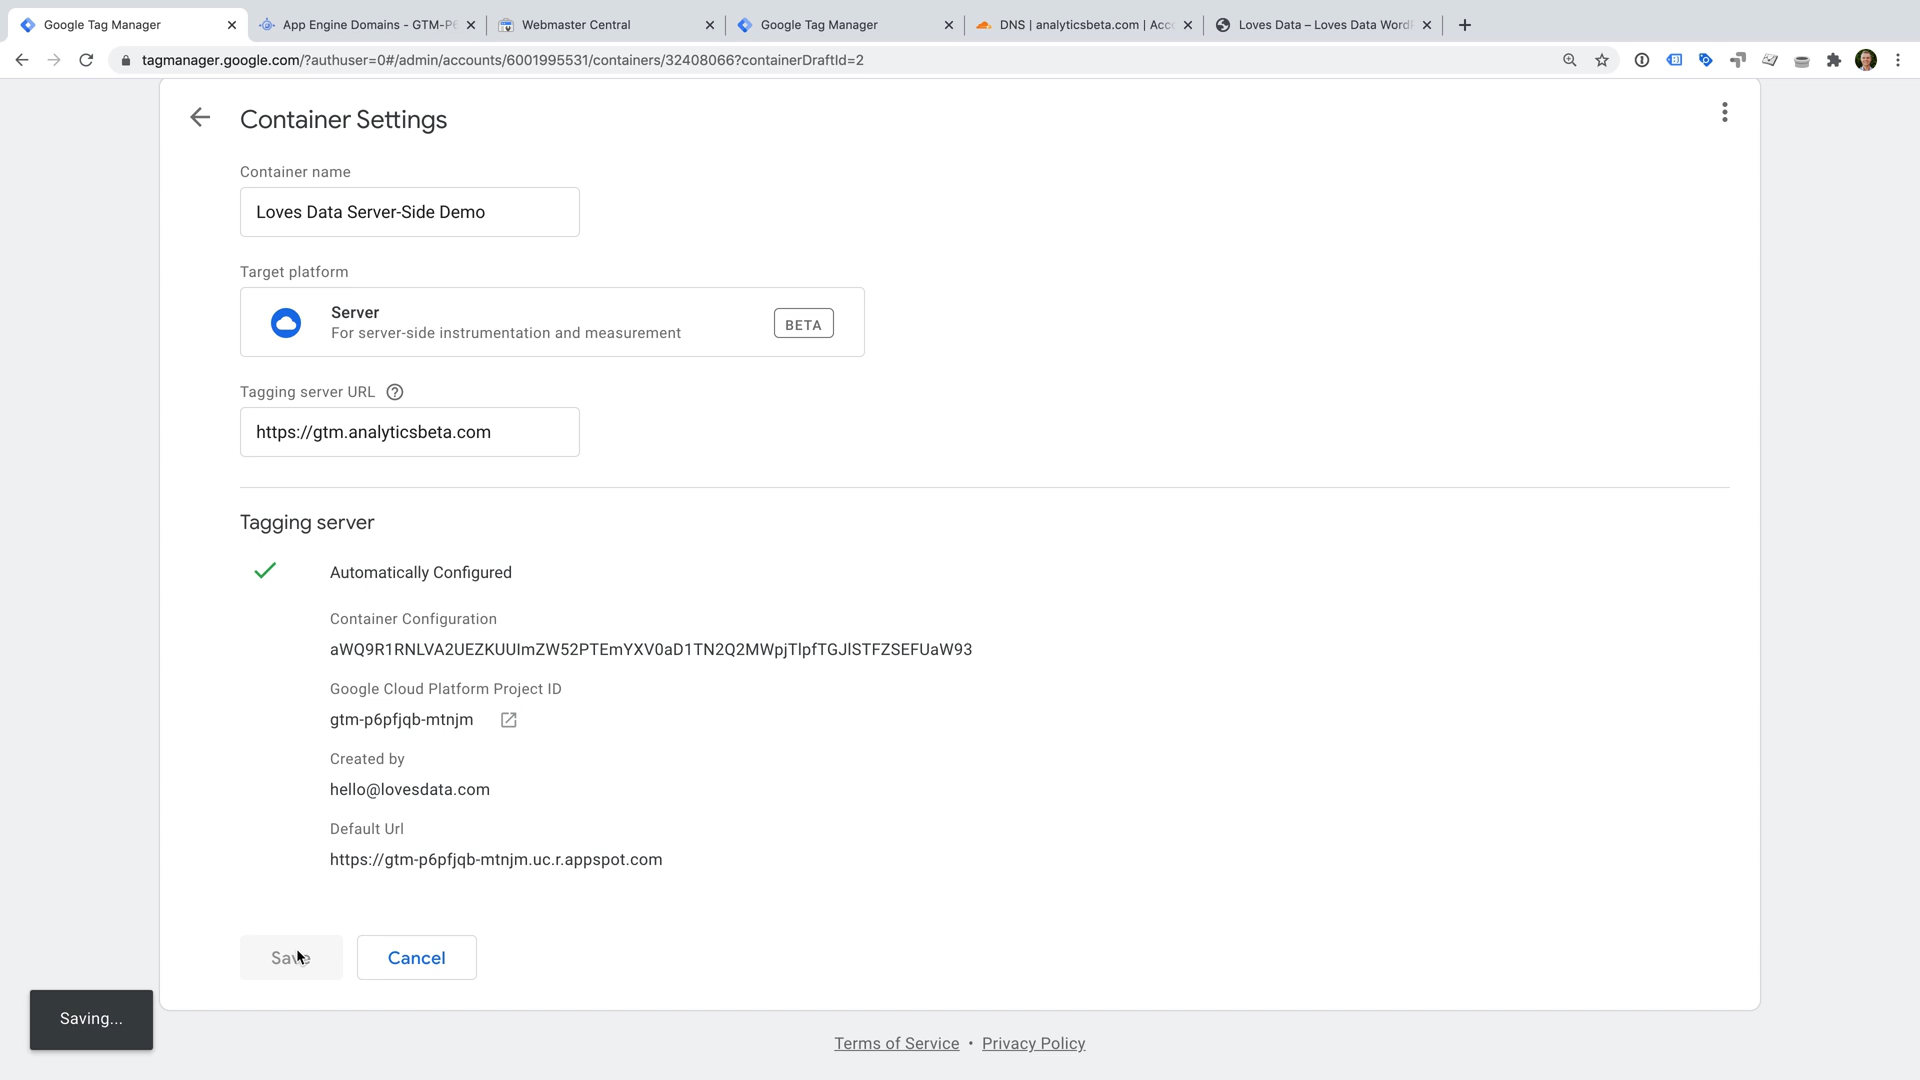 Google Tag Manager
App Engine Domains - GTM-P6
Webmaster Central
Google Tag Manager
DNS | analyticsbeta.com | Acco
Loves Data – Loves Data WordP
tagmanager.google.com/?authuser=0#/admin/accounts/6001995531/containers/32408066?containerDraftId=2
Container Settings
Container name
Loves Data Server-Side Demo
Target platform
Server
For server-side instrumentation and measurement
BETA
Tagging server URL
https://gtm.analyticsbeta.com
Tagging server
Automatically Configured
Container Configuration
aWQ9R1RNLVA2UEZKUUImZW52PTEmYXV0aD1TN2Q2MWpjTlpfTGJlSTFZSEFUaW93
Google Cloud Platform Project ID
gtm-p6pfjqb-mtnjm
Created by
hello@lovesdata.com
Default Url
https://gtm-p6pfjqb-mtnjm.uc.r.appspot.com
Save
Cancel
Saving...
Terms of Service • Privacy Policy